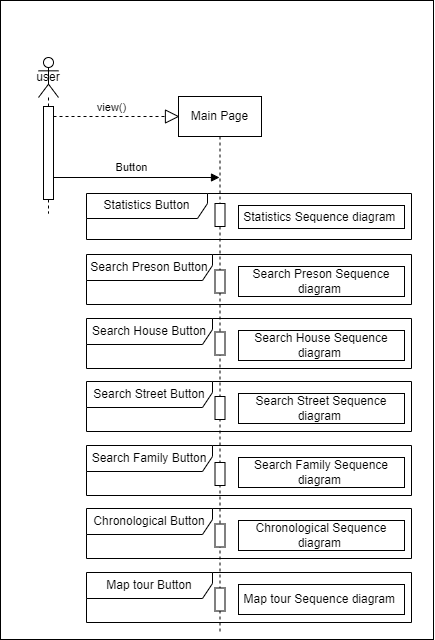 user
view()
Main Page
Button
Statistics Button
Statistics Sequence diagram
Search Preson Button
Search Preson Sequence
diagram
Search House Button
Search House Sequence
diagram
Search Street Button
Search Street Sequence
diagram
Search Family Button
Search Family Sequence
diagram
Chronological Button
Chronological Sequence
diagram
Map tour Button
Map tour Sequence diagram